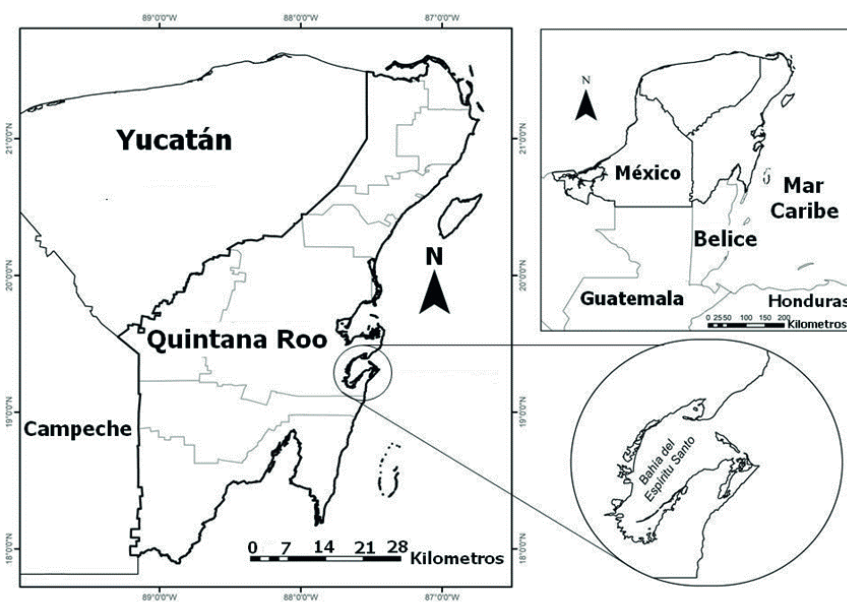 89°0'0"W 88°0'0"W 87°0'0"W
21°0'0"N
20°0'0"N
19°0'0"N
18°0'0"N
Yucatán
Quintana Roo
Campeche
N
0 7 14 21 28 Kilometros
89°0'0"W 88°0'0"W 87°0'0"W
21°0'0"N
20°0'0"N
19°0'0"N
18°0'0"N
N
México
Mar
Caribe
Belice
Guatemala
Honduras
0 25 50 100 150 200
Kilometros
Bahía del
Espíritu Santo